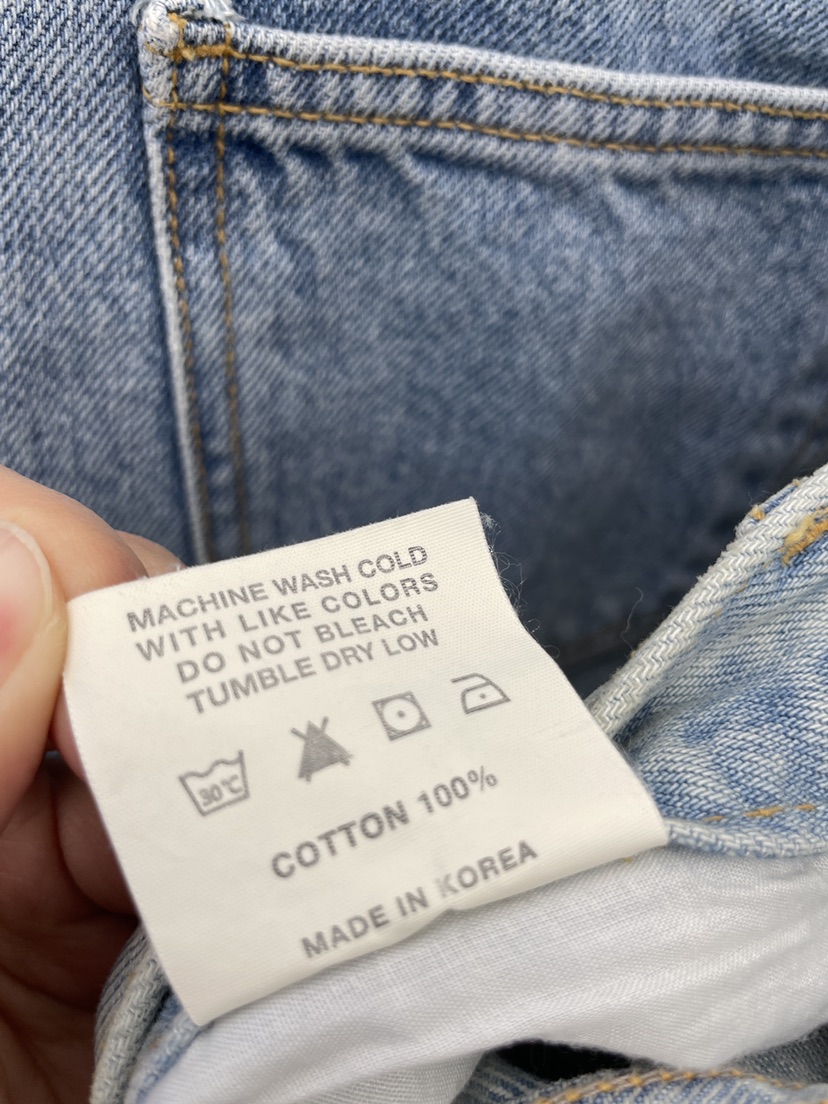 MACHINE WASH COLD
WITH LIKE COLORS
DO NOT BLEACH
TUMBLE DRY LOW
30℃
COTTON 100%
MADE IN KOREA